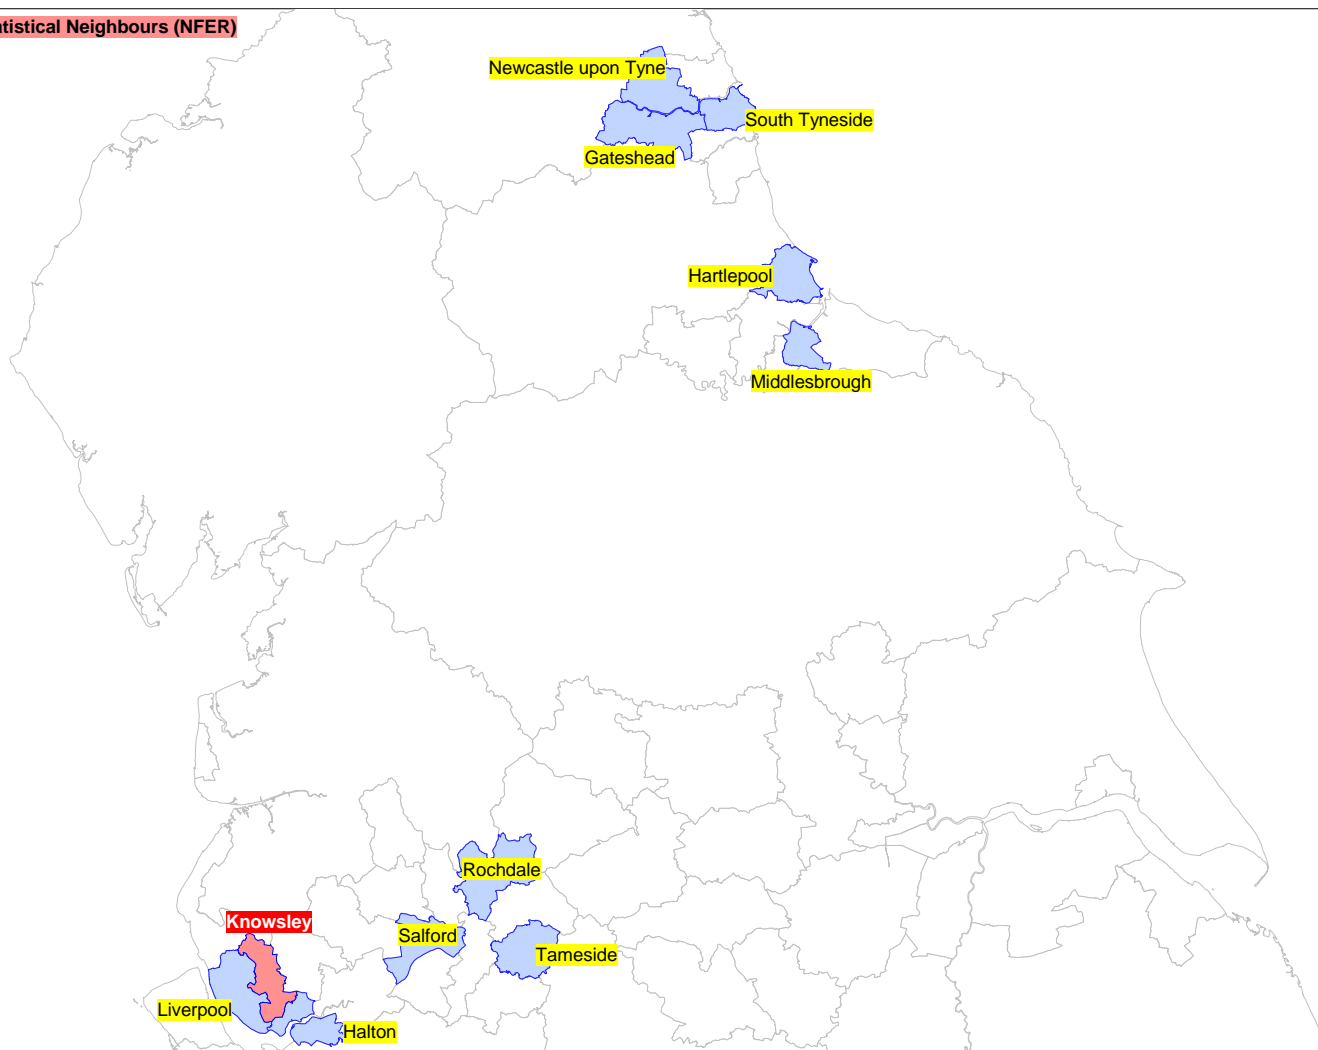 atistical Neighbours (NFER)
Newcastle upon Tyne
South Tyneside
Gateshead
Hartlepool
Middlesbrough
Rochdale
Knowsley
Salford
Tameside
Liverpool
Halton